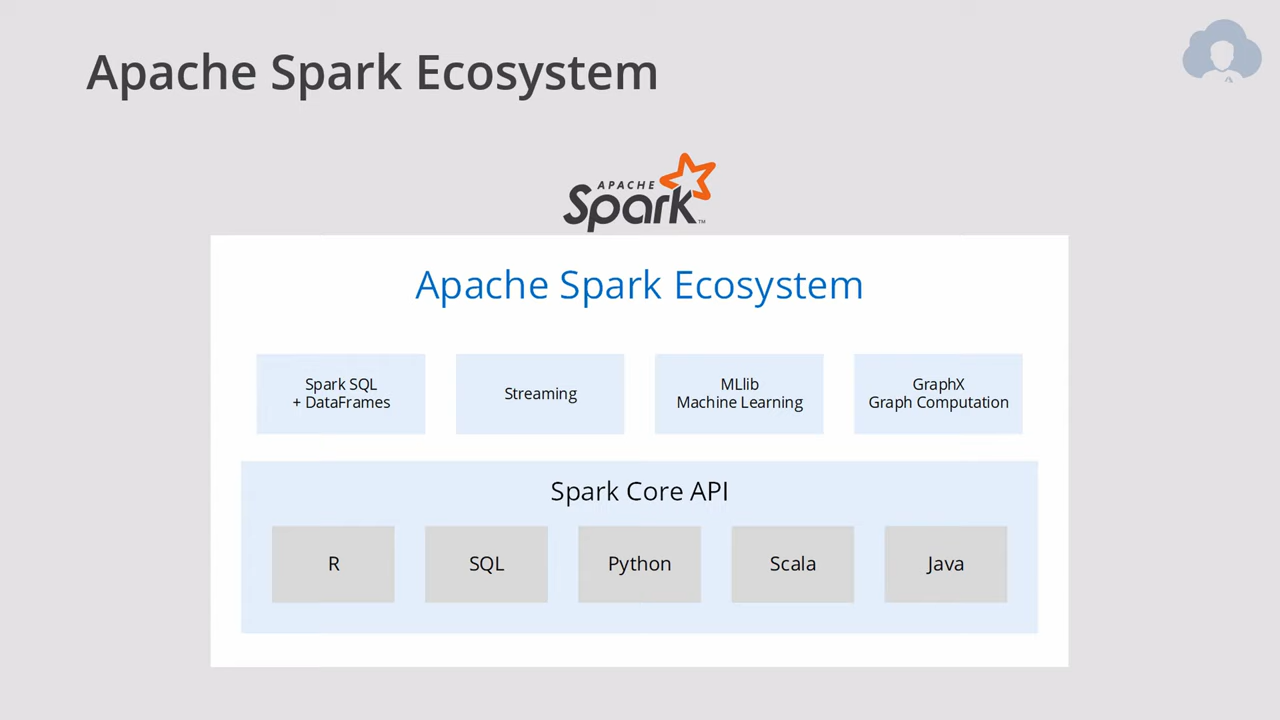 Apache Spark Ecosystem
APACHE
Spark™
Apache Spark Ecosystem
Spark SQL
+ DataFrames
Streaming
MLlib
Machine Learning
GraphX
Graph Computation
Spark Core API
R
SQL
Python
Scala
Java